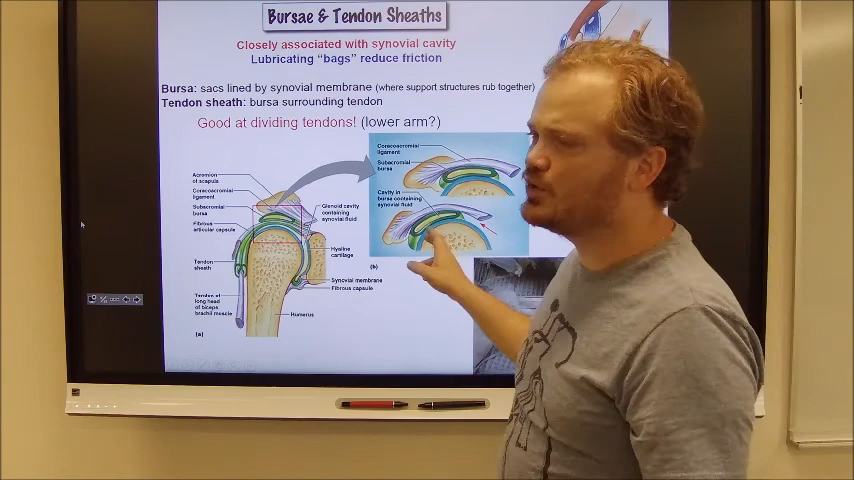 Bursae & Tendon Sheaths
Closely associated with synovial cavity
Lubricating "bags" reduce friction
Bursa: sacs lined by synovial membrane (where support structures rub together)
Tendon sheath: bursa surrounding tendon
Good at dividing tendons! (lower arm?)
Acromion
of scapula
Coracoacromial
ligament
Subacromial
bursa
Fibrous
articular capsule
Tendon
sheath
Tendon of
long head
of biceps
brachii muscle
(a)
Glenoid cavity
containing
synovial fluid
Hyaline
cartilage
Synovial membrane
Fibrous capsule
Humerus
Coracoacromial
ligament
Subacromial
bursa
Cavity in
bursa containing
synovial fluid
(b)